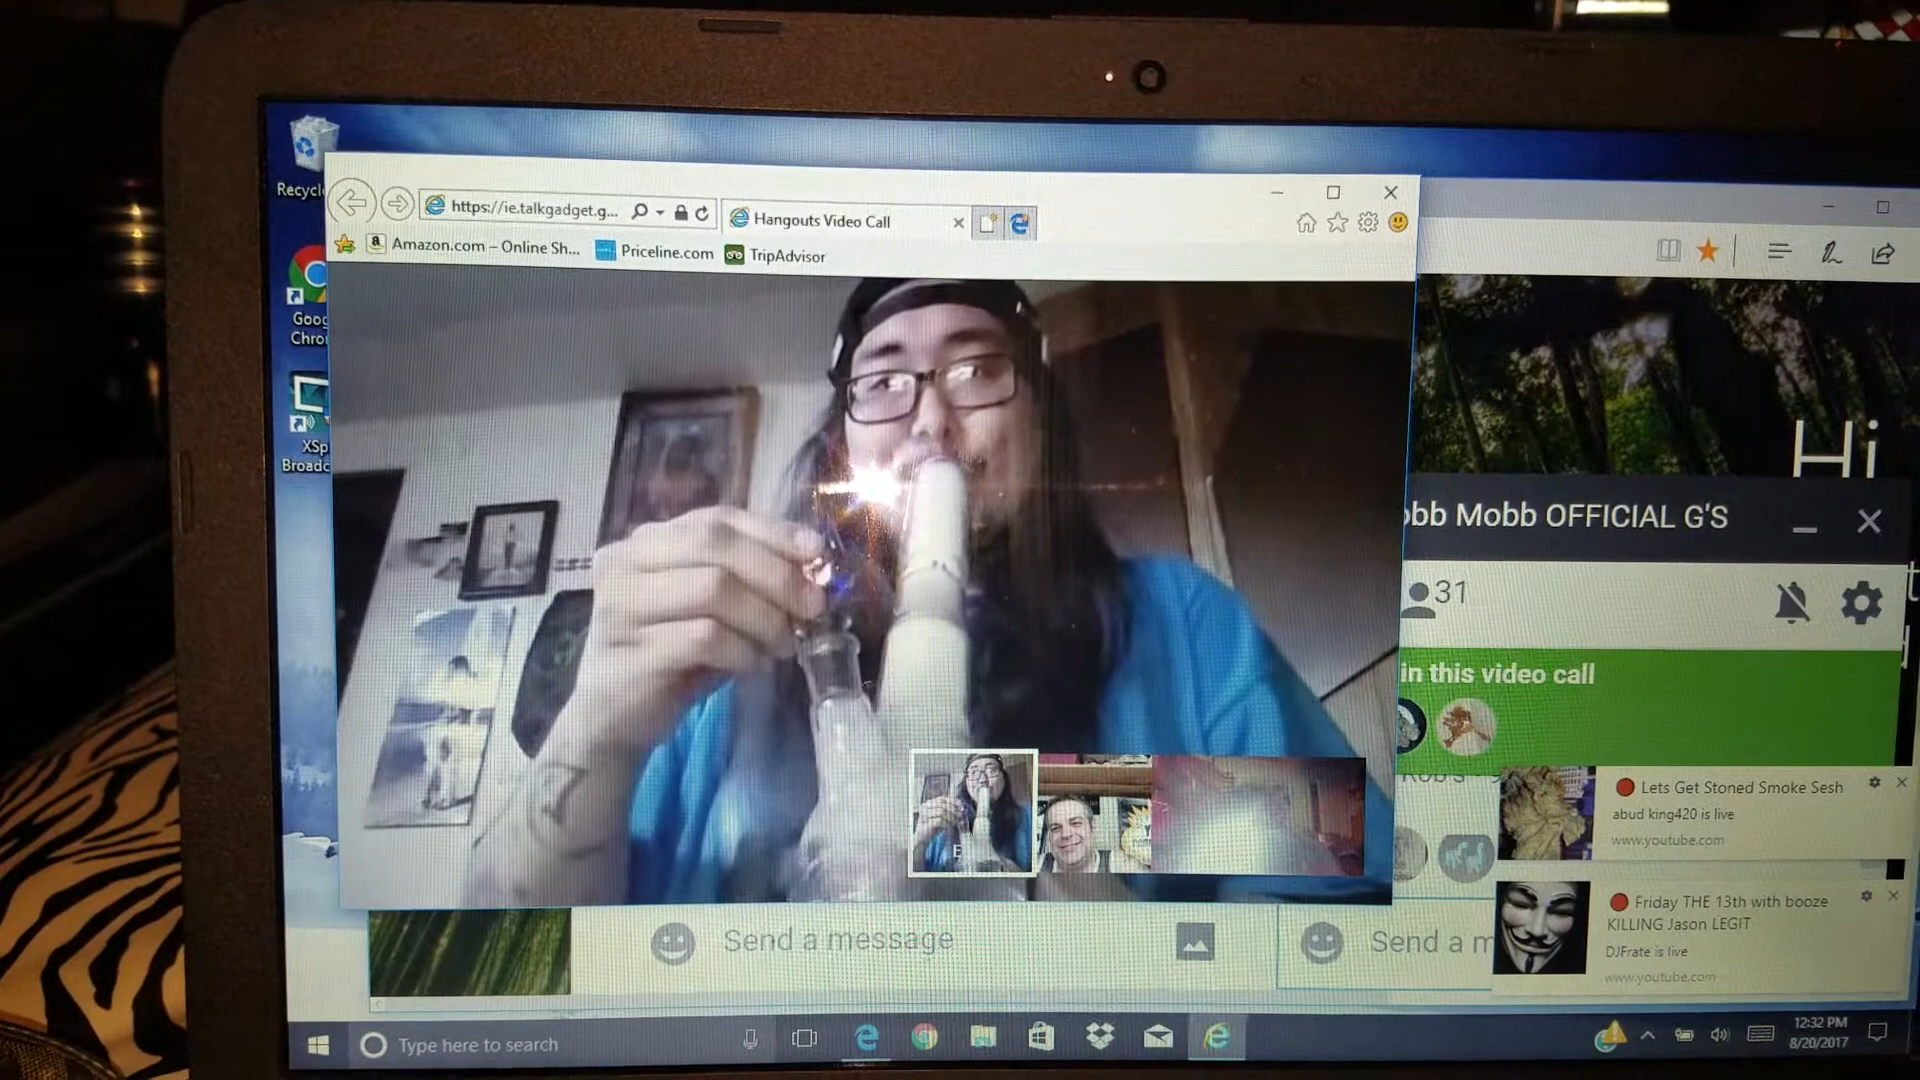 Recycl
https://ie.talkgadget.g...
Hangouts Video Call
Amazon.com – Online Sh...
Priceline.com
TripAdvisor
Goog
Chro
XSp
Broadc
Hi
obb Mobb OFFICIAL G'S
31
in this video call
E
Rob's
Lets Get Stoned Smoke Sesh
abud king420 is live
www.youtube.com
Friday THE 13th with booze
KILLING Jason LEGIT
DJFrate is live
www.youtube.com
Send a message
Send a m
Type here to search
12:32 PM
8/20/2017